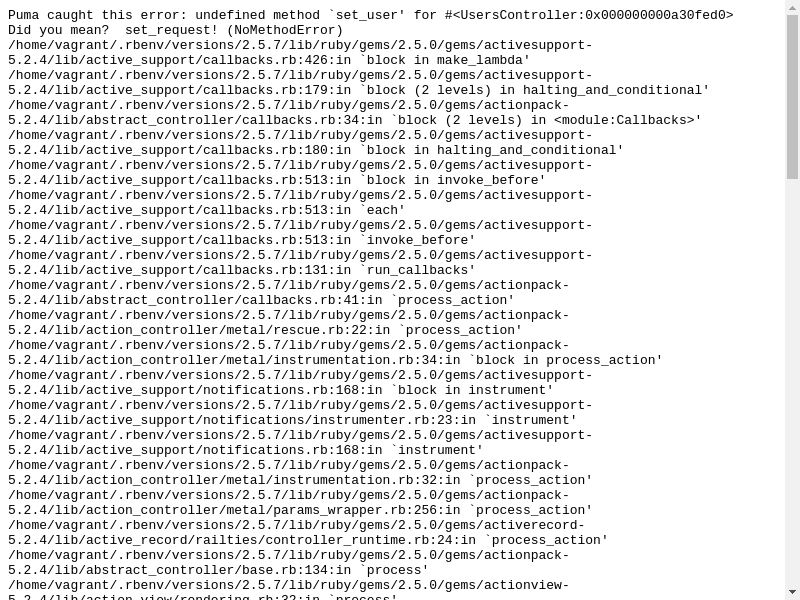 Puma caught this error: undefined method `set_user' for #<UsersController:0x000000000a30fed0>
Did you mean?  set_request! (NoMethodError)
/home/vagrant/.rbenv/versions/2.5.7/lib/ruby/gems/2.5.0/gems/activesupport-
5.2.4/lib/active_support/callbacks.rb:426:in `block in make_lambda'
/home/vagrant/.rbenv/versions/2.5.7/lib/ruby/gems/2.5.0/gems/activesupport-
5.2.4/lib/active_support/callbacks.rb:179:in `block (2 levels) in halting_and_conditional'
/home/vagrant/.rbenv/versions/2.5.7/lib/ruby/gems/2.5.0/gems/actionpack-
5.2.4/lib/abstract_controller/callbacks.rb:34:in `block (2 levels) in <module:Callbacks>'
/home/vagrant/.rbenv/versions/2.5.7/lib/ruby/gems/2.5.0/gems/activesupport-
5.2.4/lib/active_support/callbacks.rb:180:in `block in halting_and_conditional'
/home/vagrant/.rbenv/versions/2.5.7/lib/ruby/gems/2.5.0/gems/activesupport-
5.2.4/lib/active_support/callbacks.rb:513:in `block in invoke_before'
/home/vagrant/.rbenv/versions/2.5.7/lib/ruby/gems/2.5.0/gems/activesupport-
5.2.4/lib/active_support/callbacks.rb:513:in `each'
/home/vagrant/.rbenv/versions/2.5.7/lib/ruby/gems/2.5.0/gems/activesupport-
5.2.4/lib/active_support/callbacks.rb:513:in `invoke_before'
/home/vagrant/.rbenv/versions/2.5.7/lib/ruby/gems/2.5.0/gems/activesupport-
5.2.4/lib/active_support/callbacks.rb:131:in `run_callbacks'
/home/vagrant/.rbenv/versions/2.5.7/lib/ruby/gems/2.5.0/gems/actionpack-
5.2.4/lib/abstract_controller/callbacks.rb:41:in `process_action'
/home/vagrant/.rbenv/versions/2.5.7/lib/ruby/gems/2.5.0/gems/actionpack-
5.2.4/lib/action_controller/metal/rescue.rb:22:in `process_action'
/home/vagrant/.rbenv/versions/2.5.7/lib/ruby/gems/2.5.0/gems/actionpack-
5.2.4/lib/action_controller/metal/instrumentation.rb:34:in `block in process_action'
/home/vagrant/.rbenv/versions/2.5.7/lib/ruby/gems/2.5.0/gems/activesupport-
5.2.4/lib/active_support/notifications.rb:168:in `block in instrument'
/home/vagrant/.rbenv/versions/2.5.7/lib/ruby/gems/2.5.0/gems/activesupport-
5.2.4/lib/active_support/notifications/instrumenter.rb:23:in `instrument'
/home/vagrant/.rbenv/versions/2.5.7/lib/ruby/gems/2.5.0/gems/activesupport-
5.2.4/lib/active_support/notifications.rb:168:in `instrument'
/home/vagrant/.rbenv/versions/2.5.7/lib/ruby/gems/2.5.0/gems/actionpack-
5.2.4/lib/action_controller/metal/instrumentation.rb:32:in `process_action'
/home/vagrant/.rbenv/versions/2.5.7/lib/ruby/gems/2.5.0/gems/actionpack-
5.2.4/lib/action_controller/metal/params_wrapper.rb:256:in `process_action'
/home/vagrant/.rbenv/versions/2.5.7/lib/ruby/gems/2.5.0/gems/activerecord-
5.2.4/lib/active_record/railties/controller_runtime.rb:24:in `process_action'
/home/vagrant/.rbenv/versions/2.5.7/lib/ruby/gems/2.5.0/gems/actionpack-
5.2.4/lib/abstract_controller/base.rb:134:in `process'
/home/vagrant/.rbenv/versions/2.5.7/lib/ruby/gems/2.5.0/gems/actionview-
5.2.4/lib/action_view/rendering.rb:32:in `process'